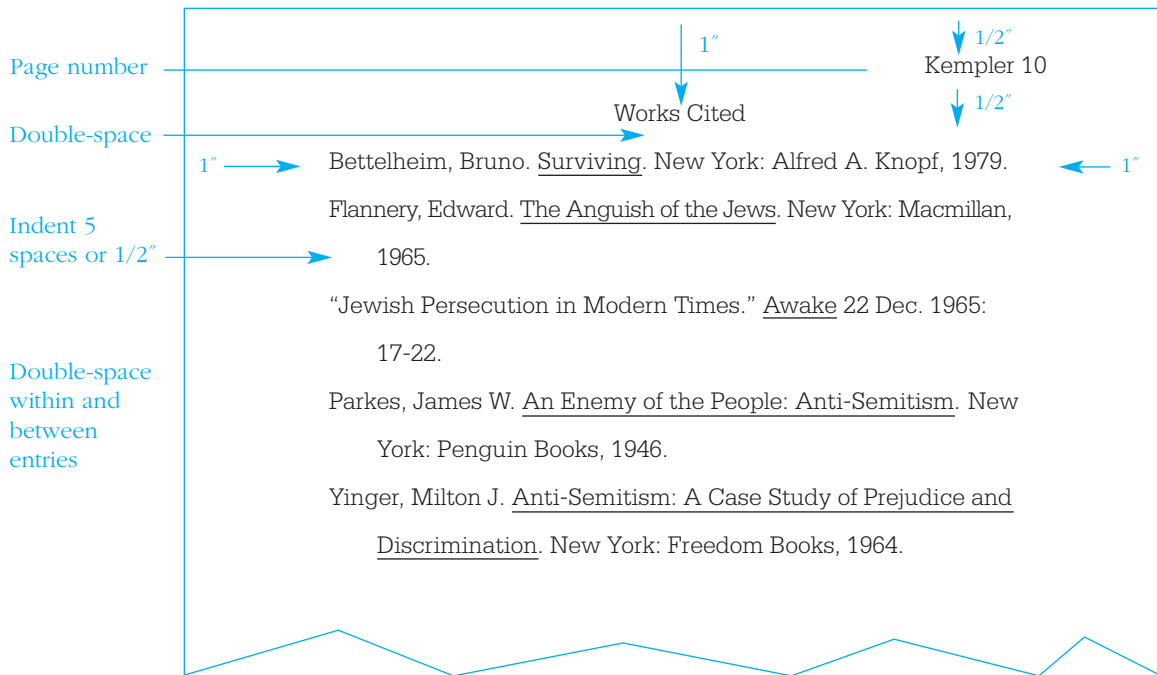 1″
1/2″
Page number
Kempler 10
1/2″
Works Cited
Double-space
1″
Bettelheim, Bruno. Surviving. New York: Alfred A. Knopf, 1979.
1″
Flannery, Edward. The Anguish of the Jews. New York: Macmillan,
Indent 5
spaces or 1/2″
1965.
“Jewish Persecution in Modern Times.” Awake 22 Dec. 1965:
17-22.
Double-space
within and
between
entries
Parkes, James W. An Enemy of the People: Anti-Semitism. New
York: Penguin Books, 1946.
Yinger, Milton J. Anti-Semitism: A Case Study of Prejudice and
Discrimination. New York: Freedom Books, 1964.